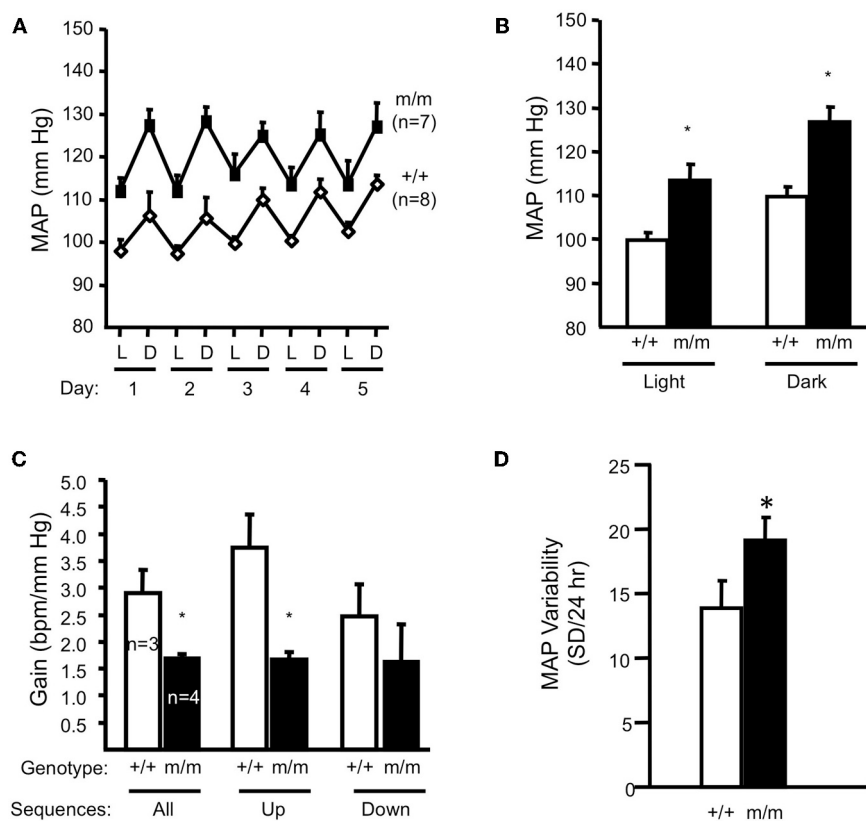 A
150
140
130
120
110
100
90
80
MAP (mm Hg)
m/m
(n=7)
+/+
(n=8)
L D L D L D L D L D
Day: 1 2 3 4 5
B
150
140
130
120
110
100
90
80
MAP (mm Hg)
*
*
+/+ m/m +/+ m/m
Light Dark
C
5.0
4.5
4.0
3.5
3.0
2.5
2.0
1.5
1.0
0.5
Gain (bpm/mm Hg)
n=3
*
n=4
*
Genotype: +/+ m/m +/+ m/m +/+ m/m
Sequences: All Up Down
D
25
20
15
10
5
0
MAP Variability
(SD/24 hr)
*
+/+ m/m